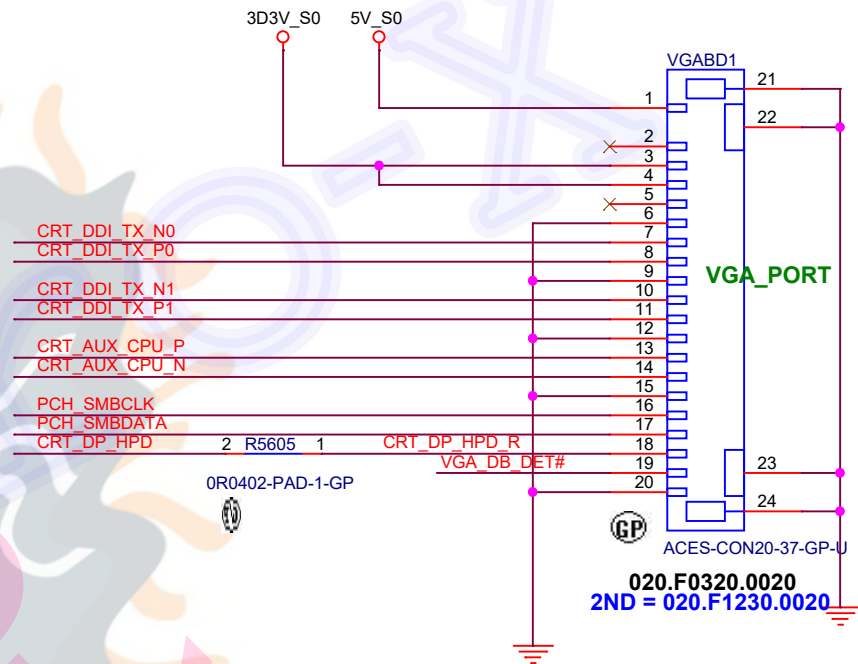 3D3V_S0 5V_S0
VGABD1
21
1
22
2
3
4
5
6
CRT_DDI_TX_N0 7
CRT_DDI_TX_P0 8
9
VGA_PORT
CRT_DDI_TX_N1 10
CRT_DDI_TX_P1 11
12
CRT_AUX_CPU_P 13
CRT_AUX_CPU_N 14
15
PCH_SMBCLK 16
PCH_SMBDATA 17
CRT_DP_HPD 2 R5605 1 CRT_DP_HPD_R 18
VGA_DB_DET# 19
23
20
0R0402-PAD-1-GP
24
GP
ACES-CON20-37-GP-U
020.F0320.0020
2ND = 020.F1230.0020